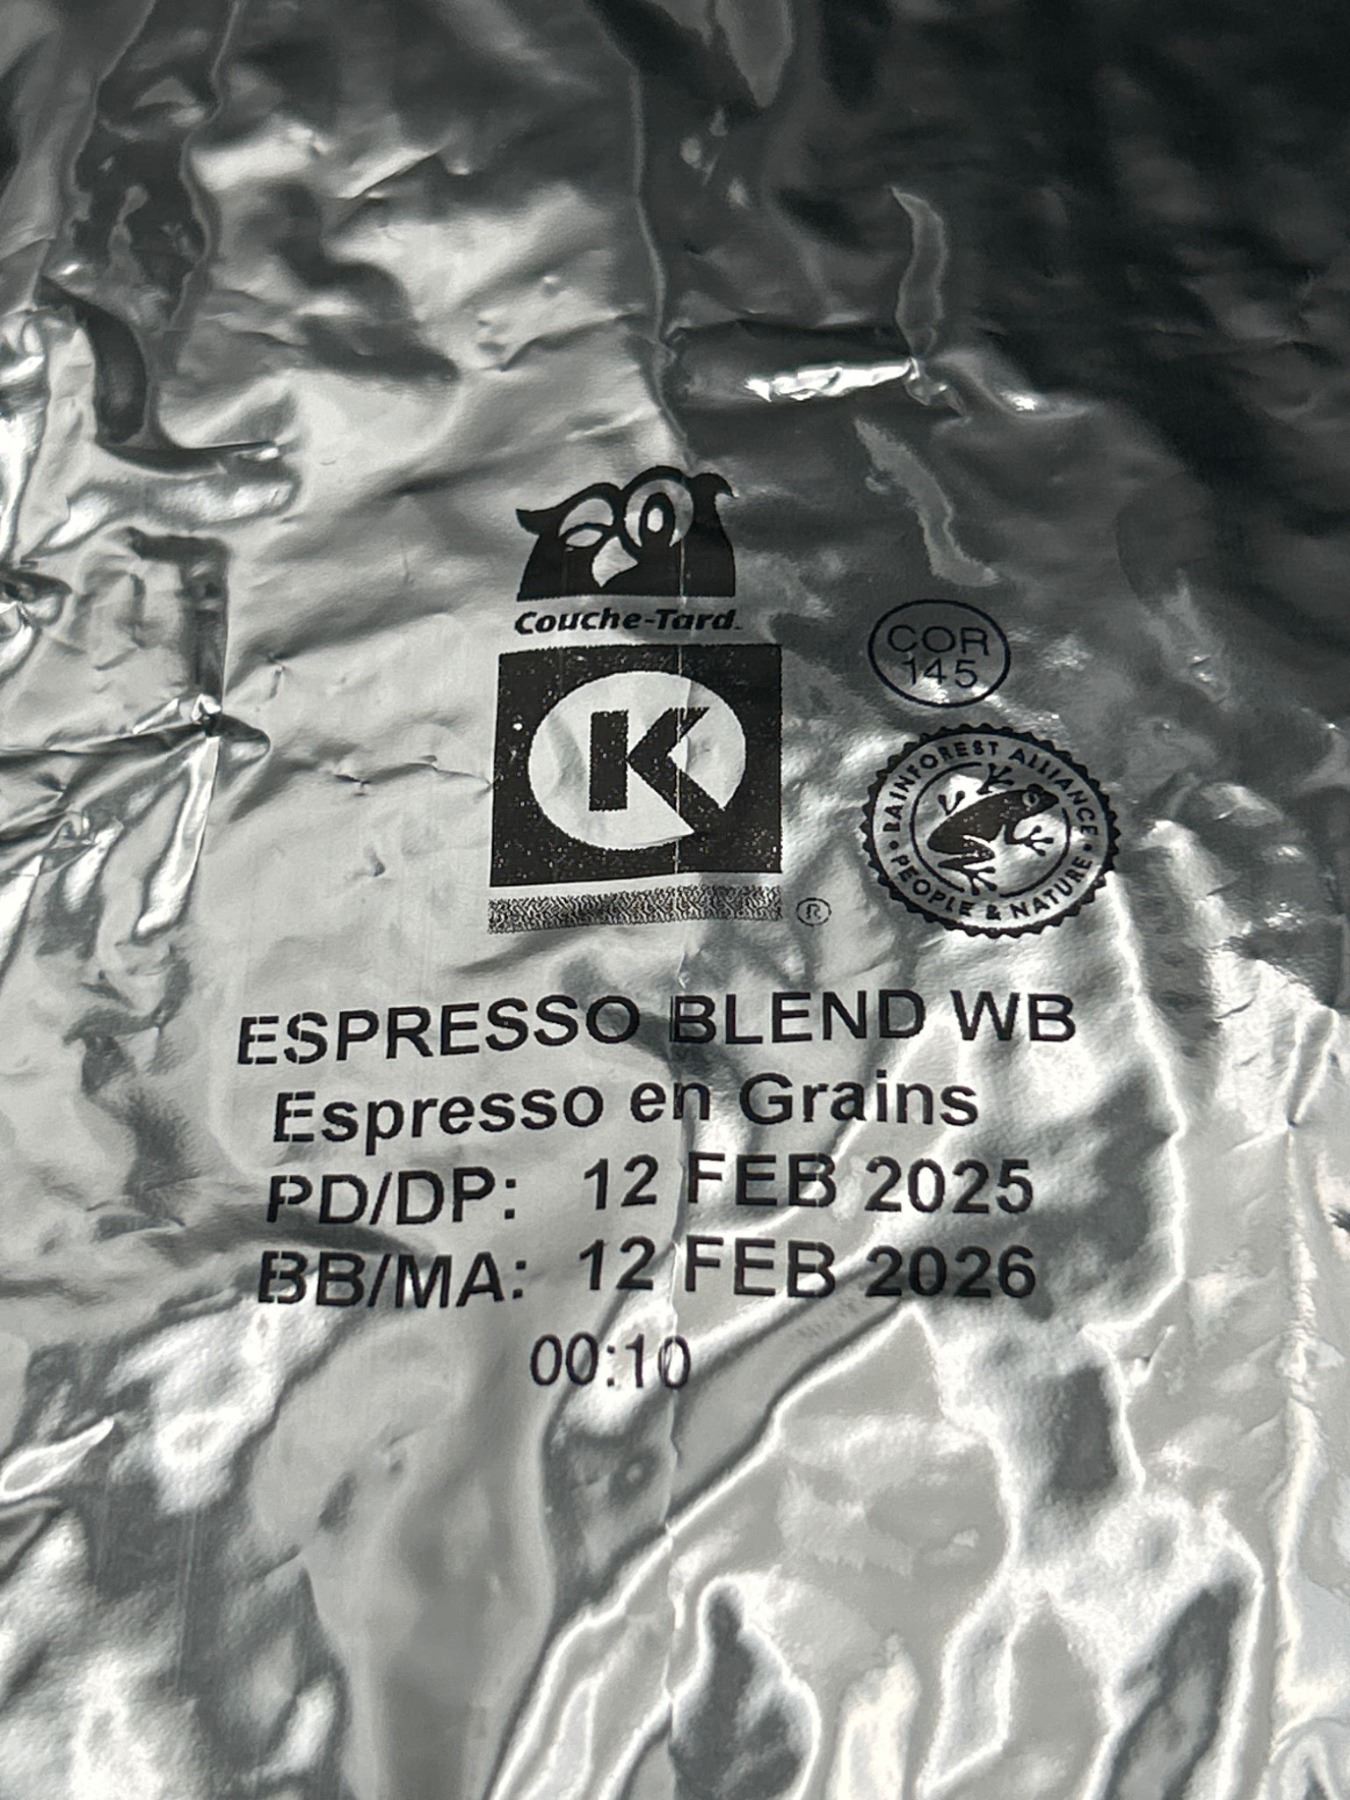 Couche-Tard
K
®
COR
145
RAINFOREST ALLIANCE
PEOPLE & NATURE
ESPRESSO BLEND WB
Espresso en Grains
PD/DP: 12 FEB 2025
BB/MA: 12 FEB 2026
00:10